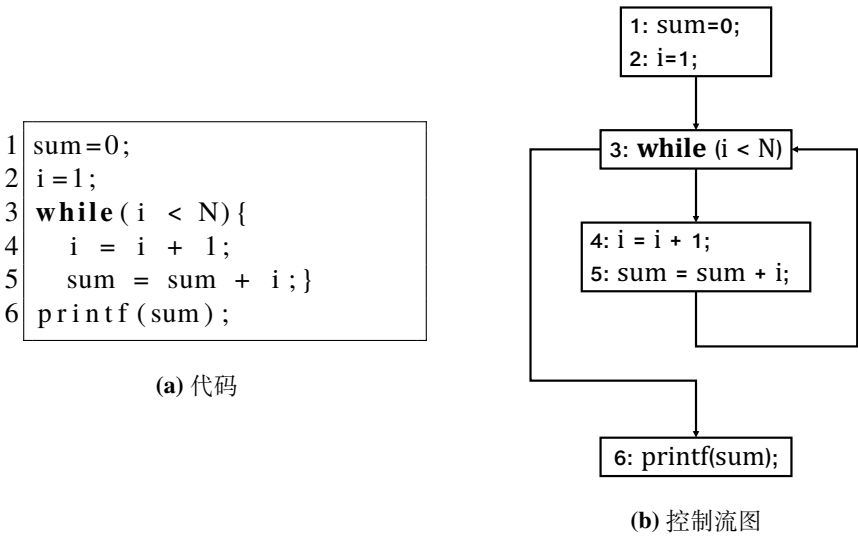 1 sum=0;
2 i=1;
3 while( i < N){
4 i = i + 1;
5 sum = sum + i;}
6 printf(sum);
(a) 代码
1: sum=0;
2: i=1;
3: while (i < N)
4: i = i + 1;
5: sum = sum + i;
6: printf(sum);
(b) 控制流图